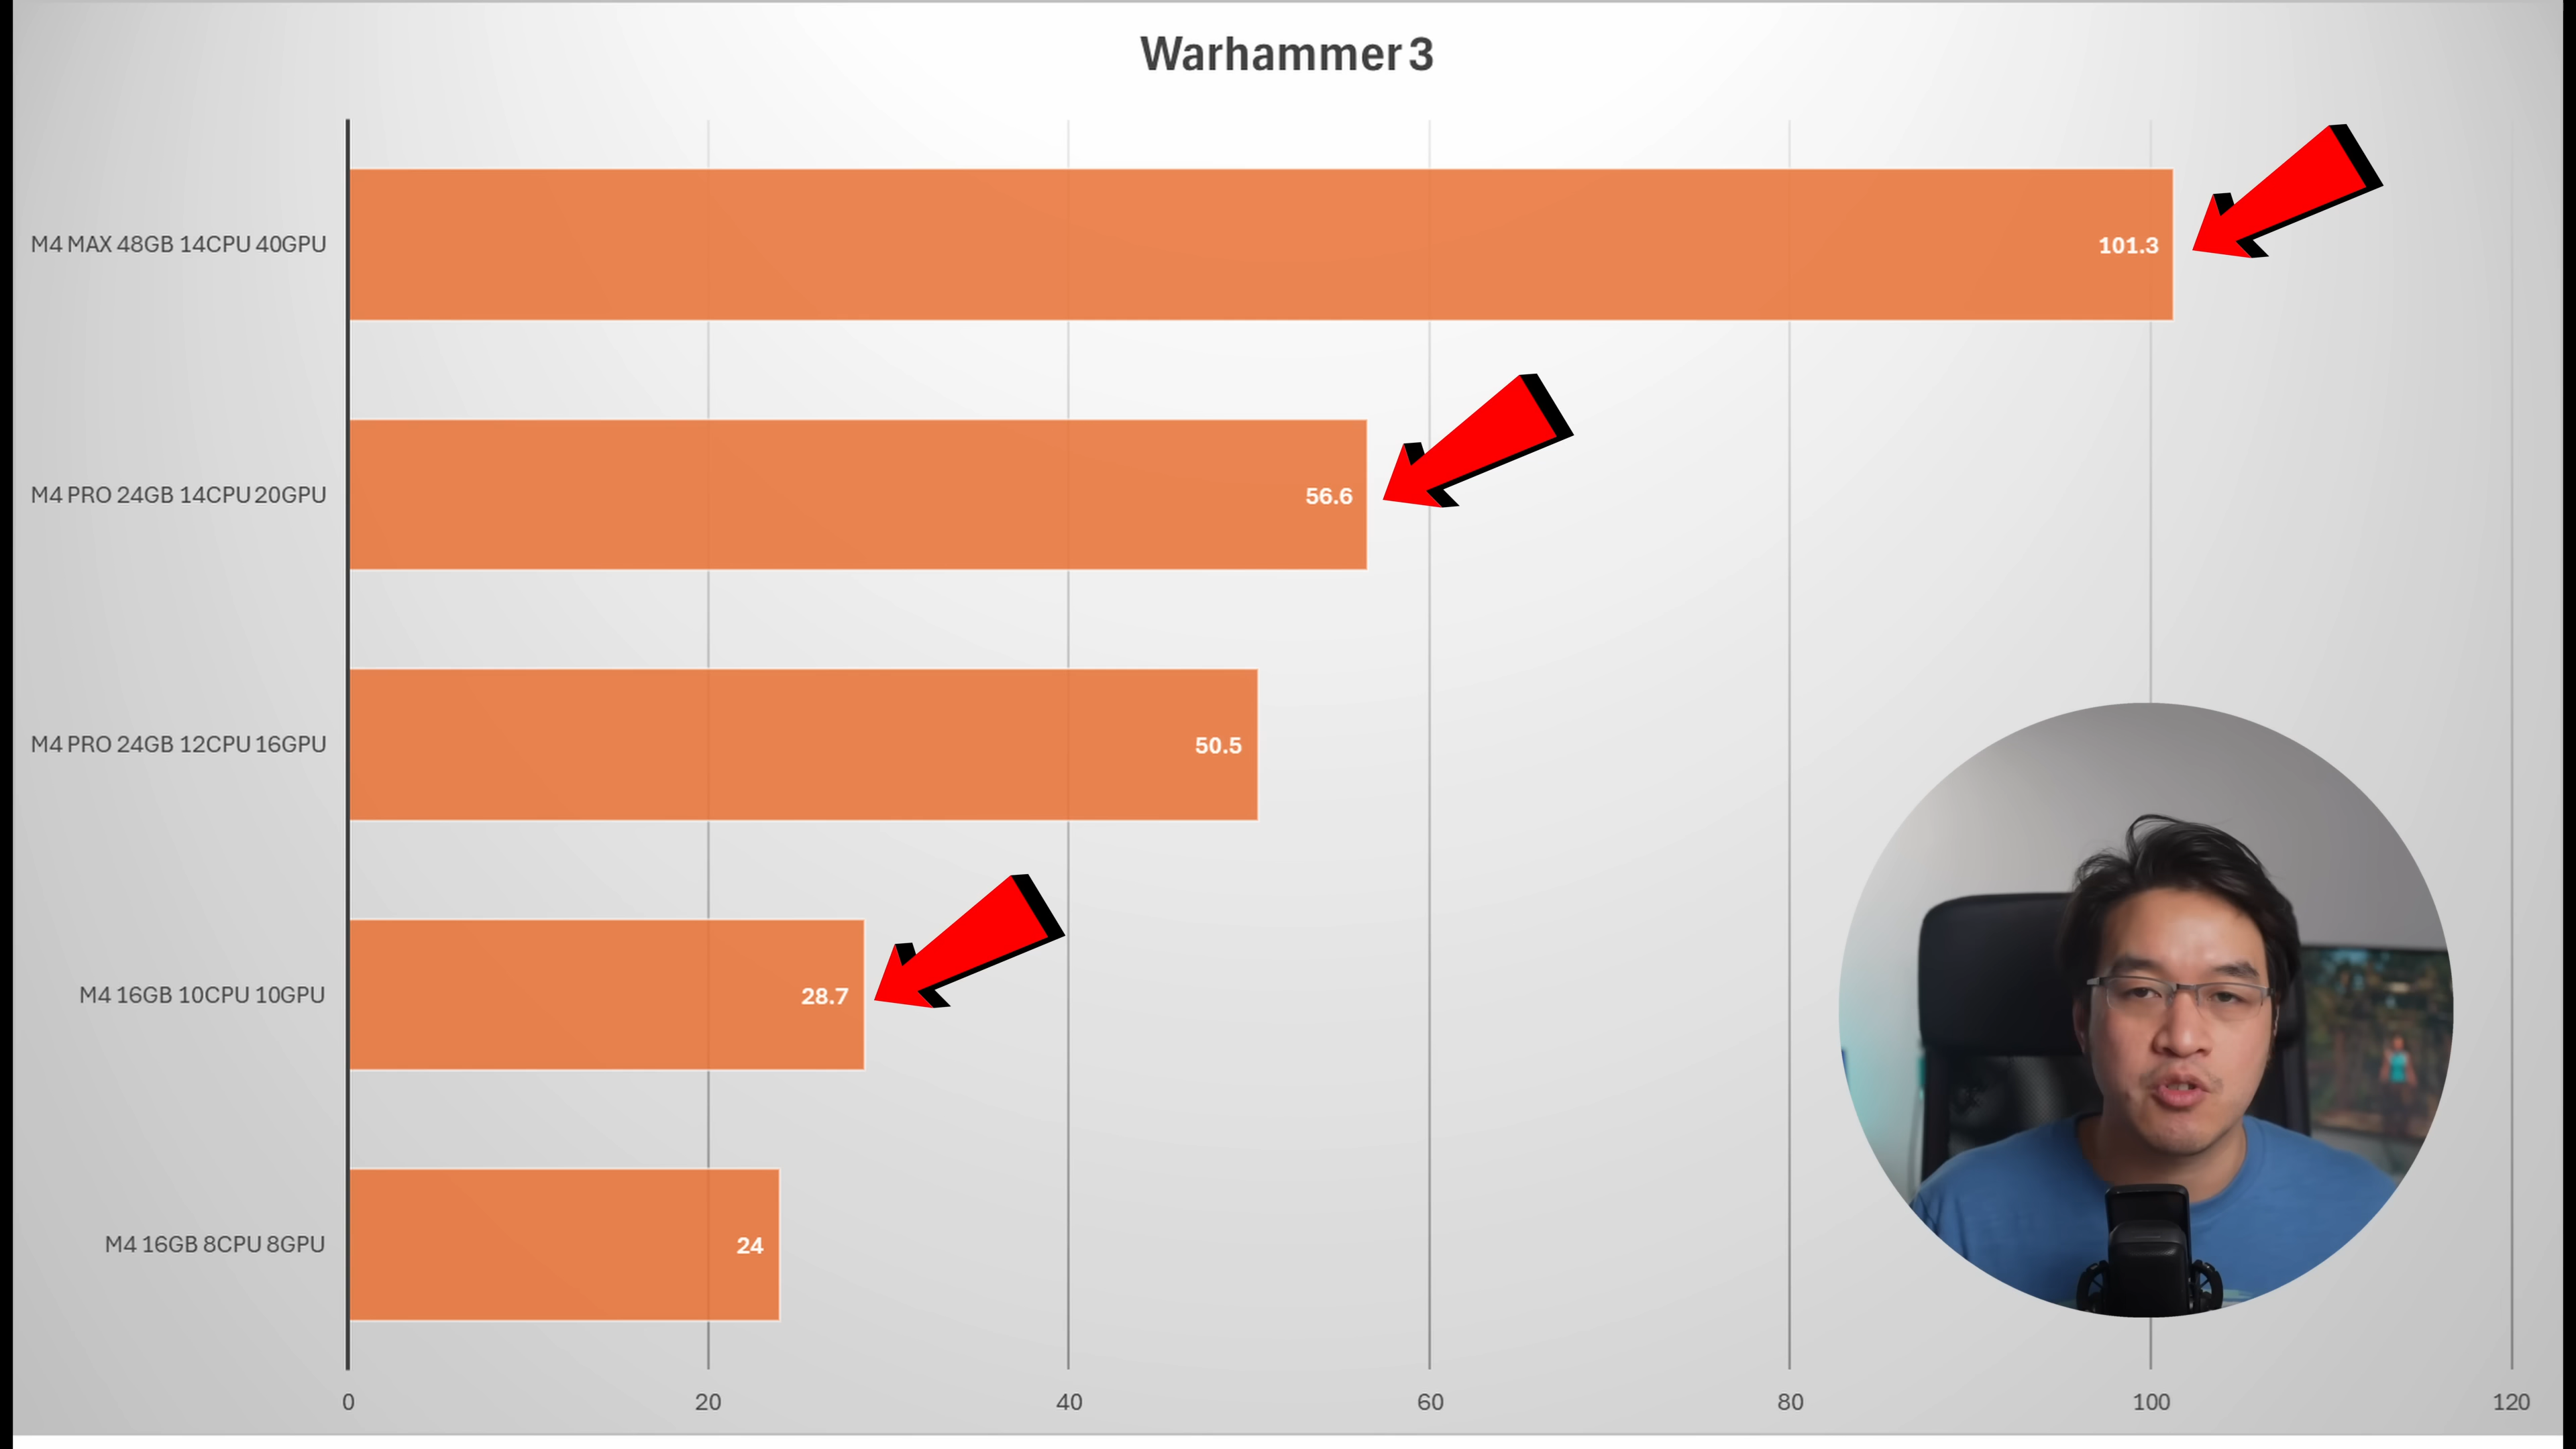 Warhammer 3
M4 MAX 48GB 14CPU 40GPU
101.3
M4 PRO 24GB 14CPU 20GPU
56.6
M4 PRO 24GB 12CPU 16GPU
50.5
M4 16GB 10CPU 10GPU
28.7
M4 16GB 8CPU 8GPU
24
0 20 40 60 80 100 120